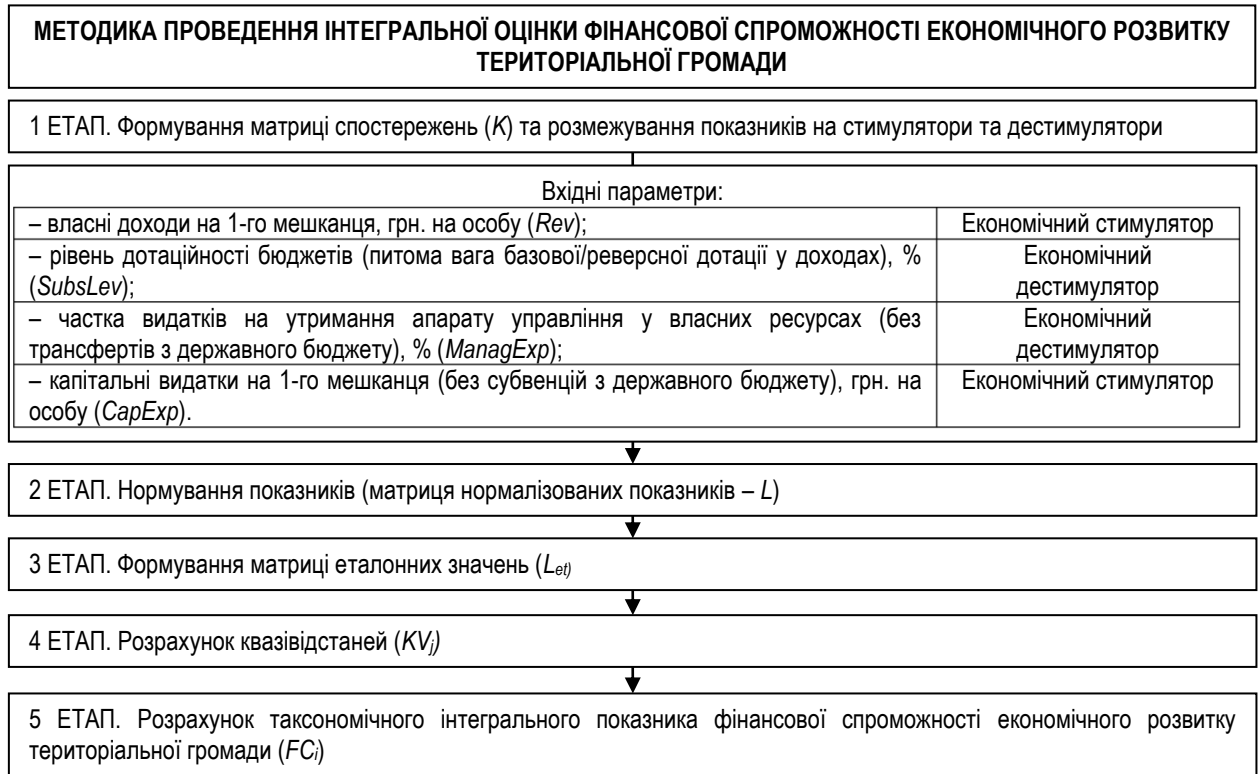 МЕТОДИКА ПРОВЕДЕННЯ ІНТЕГРАЛЬНОЇ ОЦІНКИ ФІНАНСОВОЇ СПРОМОЖНОСТІ ЕКОНОМІЧНОГО РОЗВИТКУ
ТЕРИТОРІАЛЬНОЇ ГРОМАДИ
1 ЕТАП. Формування матриці спостережень (K) та розмежування показників на стимулятори та дестимулятори
Вхідні параметри:
– власні доходи на 1-го мешканця, грн. на особу (Rev);
Економічний стимулятор
– рівень дотаційності бюджетів (питома вага базової/реверсної дотації у доходах), %
(SubsLev);
Економічний
дестимулятор
– частка видатків на утримання апарату управління у власних ресурсах (без
трансфертів з державного бюджету), % (ManagExp);
Економічний
дестимулятор
– капітальні видатки на 1-го мешканця (без субвенцій з державного бюджету), грн. на
особу (CapExp).
Економічний стимулятор
2 ЕТАП. Нормування показників (матриця нормалізованих показників – L)
3 ЕТАП. Формування матриці еталонних значень (Let)
4 ЕТАП. Розрахунок квазівідстаней (KVj)
5 ЕТАП. Розрахунок таксономічного інтегрального показника фінансової спроможності економічного розвитку
територіальної громади (FCi)